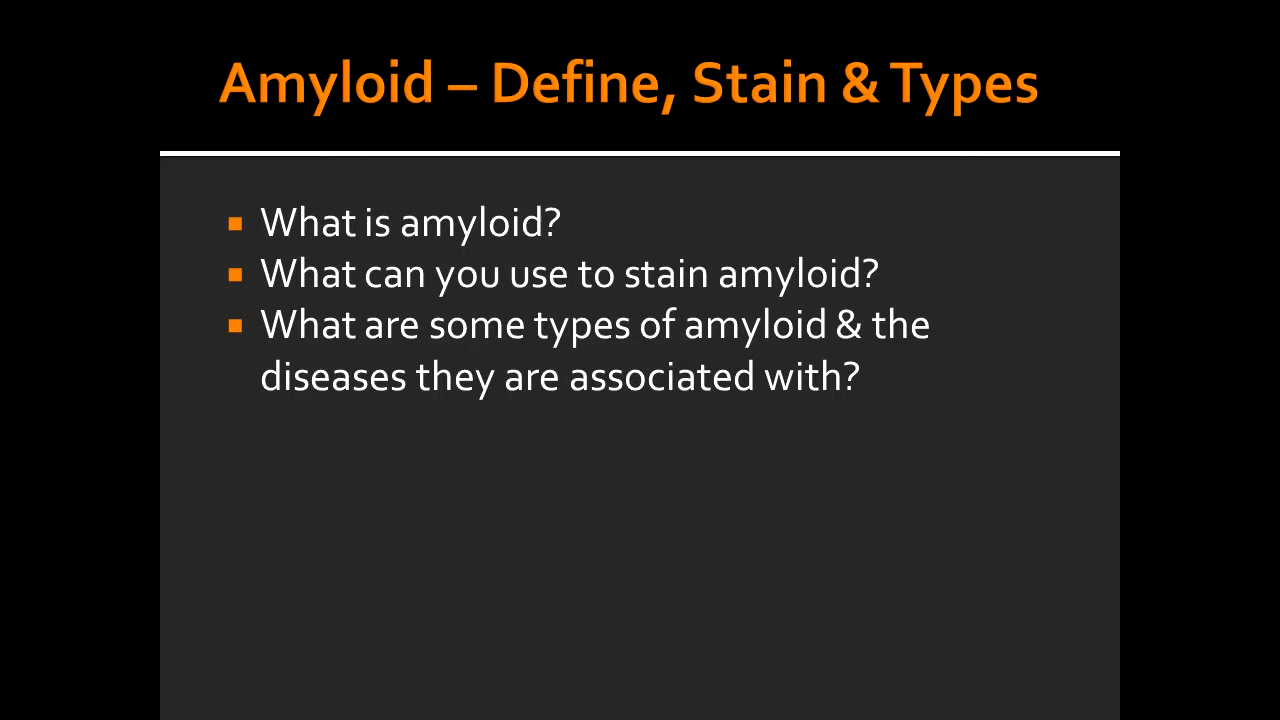 Amyloid – Define, Stain & Types
What is amyloid?
What can you use to stain amyloid?
What are some types of amyloid & the
diseases they are associated with?